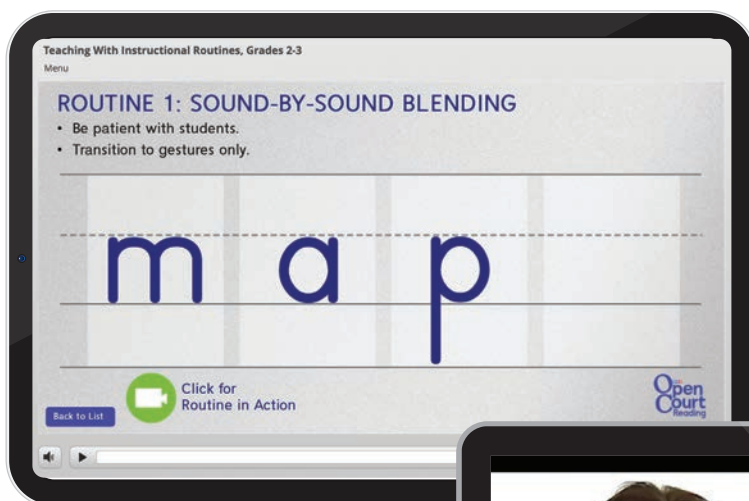 Teaching With Instructional Routines, Grades 2-3
Menu
ROUTINE 1: SOUND-BY-SOUND BLENDING
• Be patient with students.
• Transition to gestures only.
m a p
Click for
Routine in Action
Back to List
Open
Court
Reading